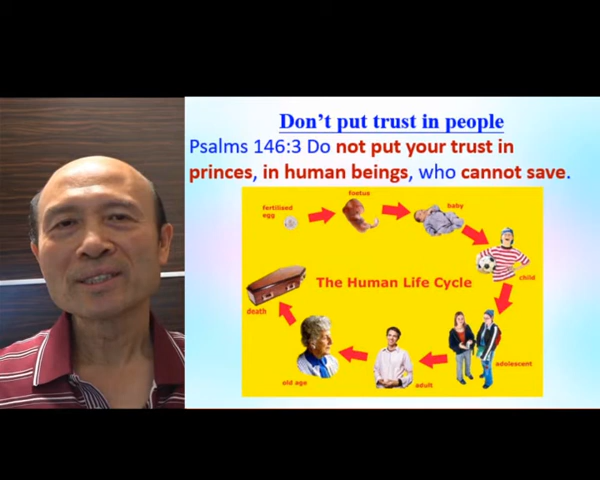 Don't put trust in people
Psalms 146:3 Do not put your trust in
princes, in human beings, who cannot save.
foetus
baby
fertilised
egg
child
The Human Life Cycle
death
adolescent
old age
adult